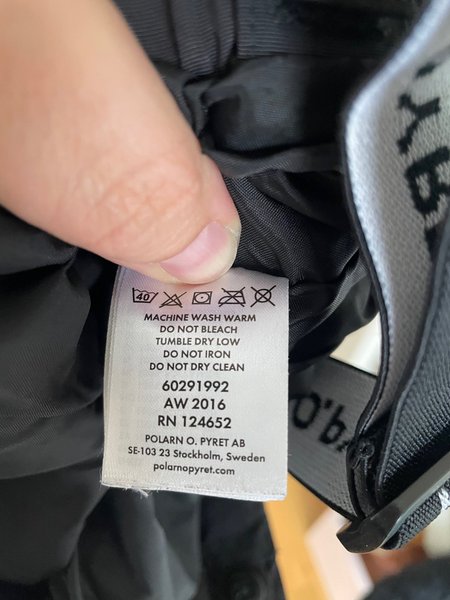 40
MACHINE WASH WARM
DO NOT BLEACH
TUMBLE DRY LOW
DO NOT IRON
DO NOT DRY CLEAN
60291992
AW 2016
RN 124652
POLARN O. PYRET AB
SE-103 23 Stockholm, Sweden
polarnopyret.com